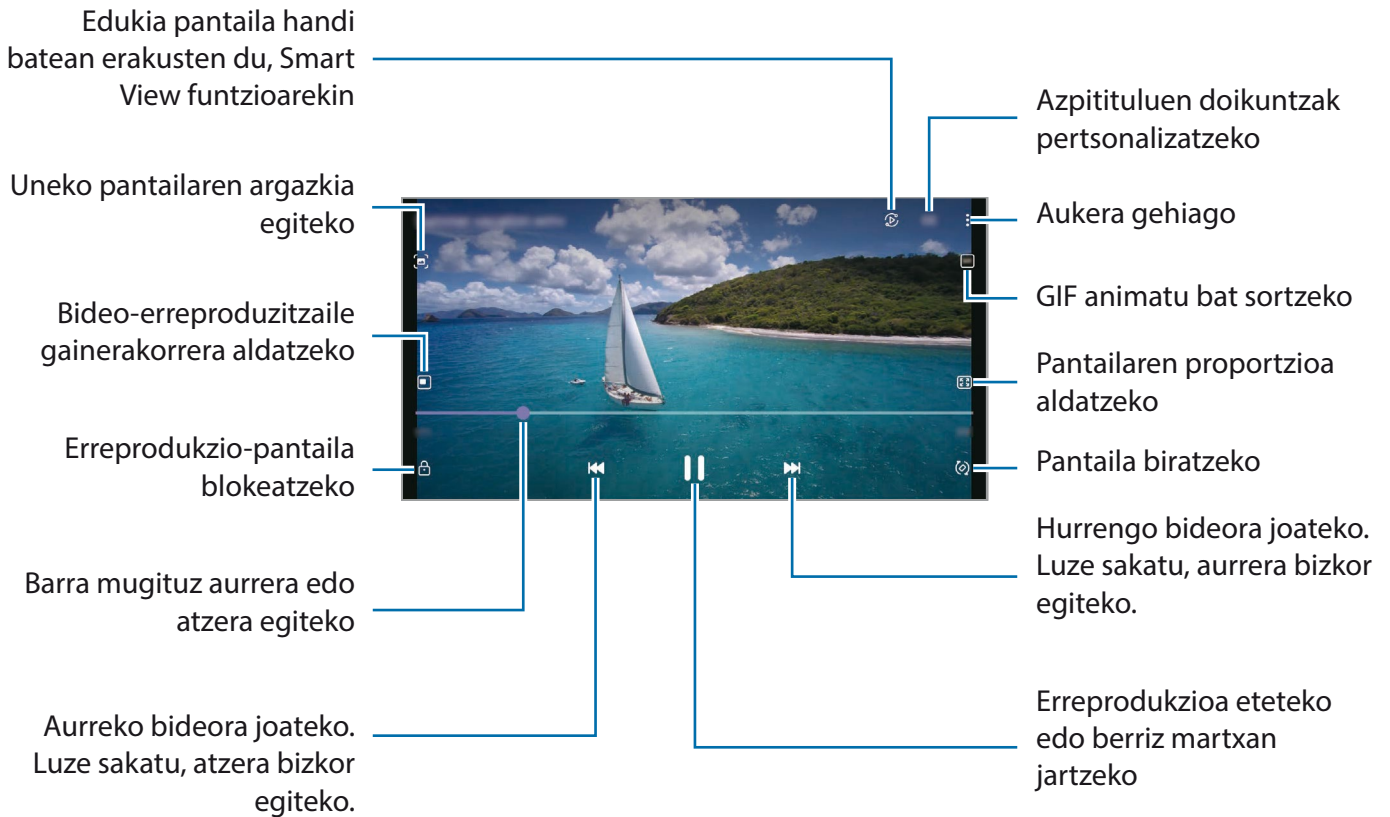 Edukia pantaila handi
batean erakusten du, Smart
View funtzioarekin
Uneko pantailaren argazkia
egiteko
Bideo-erreproduzitzaile
gainerakorrera aldatzeko
Erreprodukzio-pantaila
blokeatzeko
Barra mugituz aurrera edo
atzera egiteko
Aurreko bideora joateko.
Luze sakatu, atzera bizkor
egiteko.
Azpitituluen doikuntzak
pertsonalizatzeko
Aukera gehiago
GIF animatu bat sortzeko
Pantailaren proportzioa
aldatzeko
Pantaila biratzeko
Hurrengo bideora joateko.
Luze sakatu, aurrera bizkor
egiteko.
Erreprodukzioa eteteko
edo berriz martxan
jartzeko